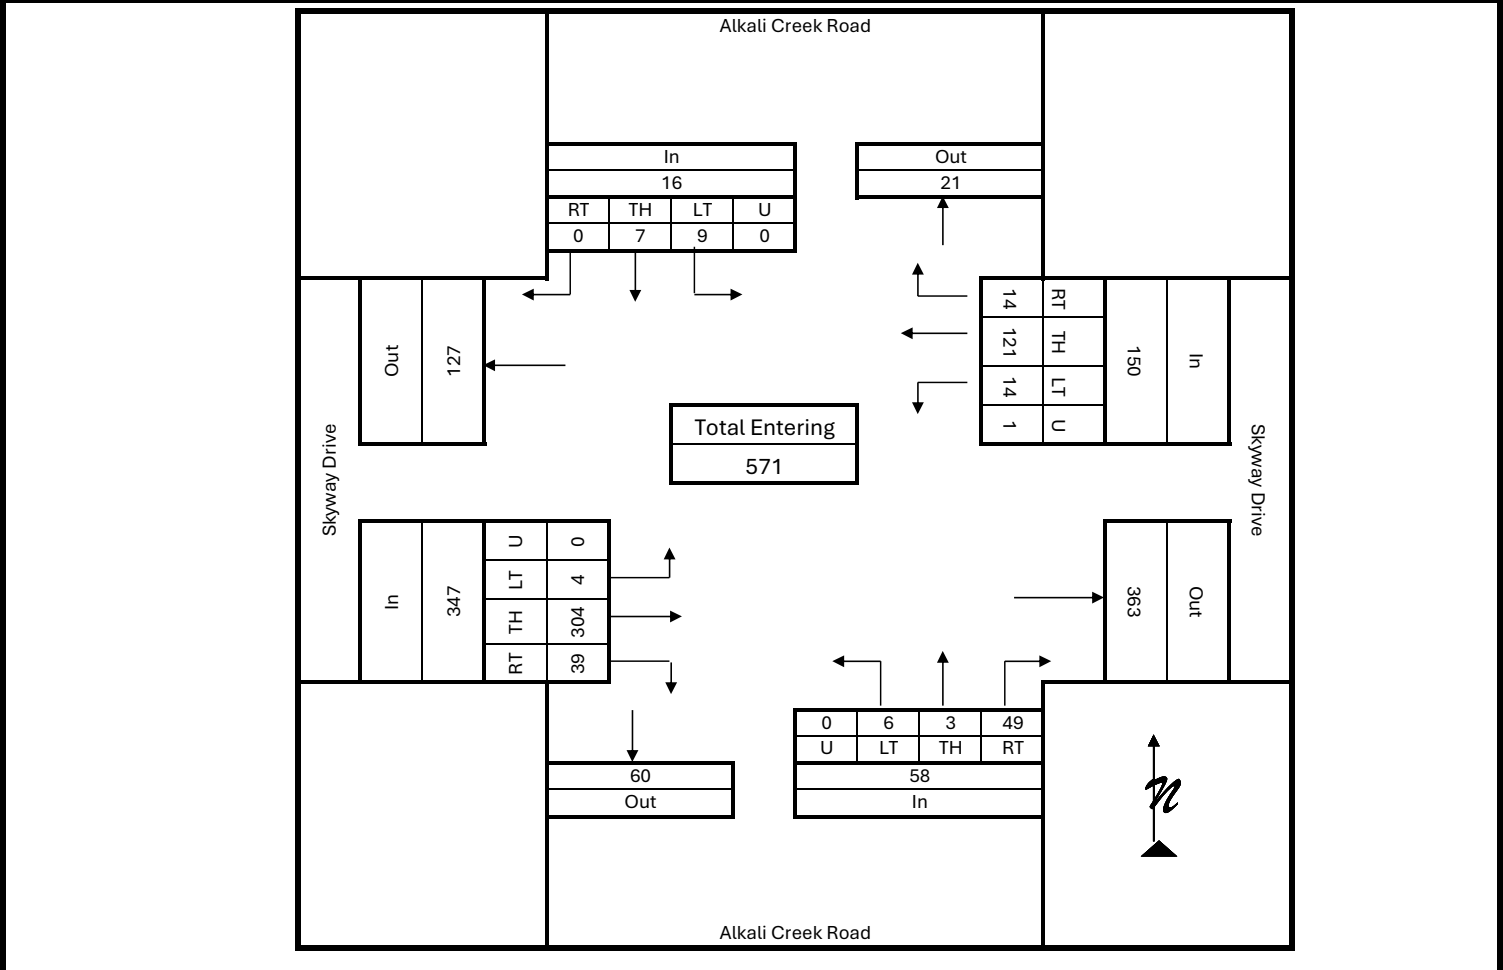 Alkali Creek Road
In
16
RT TH LT U
0 7 9 0
Out
21
Out
127
14 RT
121 TH
14 LT
1 U
150
In
Total Entering
571
Skyway Drive
Skyway Drive
In
347
U 0
LT 4
TH 304
RT 39
363
Out
0 6 3 49
U LT TH RT
58
In
60
Out
N
Alkali Creek Road